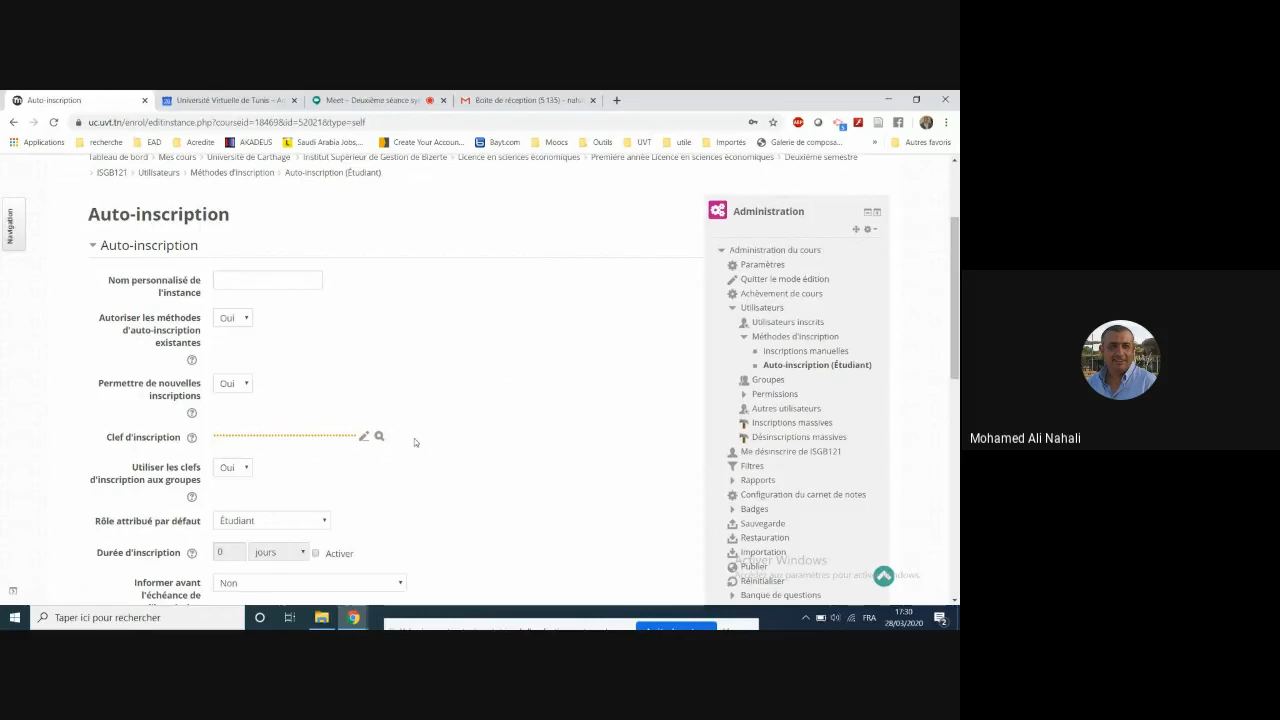 Auto-inscription
Université Virtuelle de Tunis – A
Meet – Deuxième séance sy
Boîte de réception (5 135) – nah
uc.uvt.tn/enrol/editinstance.php?courseid=18469&id=52021&type=self
Applications
recherche
EAD
Acredite
AKADEUS
Saudi Arabia Jobs,...
Create Your Accoun...
Bayt.com
Moocs
Outils
UVT
utile
Importés
Galerie de composa...
»
Autres favoris
Tableau de bord > Mes cours > Université de Carthage > Institut Supérieur de Gestion de Bizerte > Licence en sciences économiques > Première année Licence en sciences économiques > Deuxième semestre
> ISGB121 > Utilisateurs > Méthodes d'inscription > Auto-inscription (Étudiant)
Navigation
Auto-inscription
Auto-inscription
Nom personnalisé de
l'instance
Autoriser les méthodes
d'auto-inscription
existantes
Oui
Permettre de nouvelles
inscriptions
Oui
Clef d'inscription
Utiliser les clefs
d'inscription aux groupes
Oui
Rôle attribué par défaut
Étudiant
Durée d'inscription
0
jours
Activer
Informer avant
l'échéance de
Non
Administration
Administration du cours
Paramètres
Quitter le mode édition
Achèvement de cours
Utilisateurs
Utilisateurs inscrits
Méthodes d'inscription
Inscriptions manuelles
Auto-inscription (Étudiant)
Groupes
Permissions
Autres utilisateurs
Inscriptions massives
Désinscriptions massives
Me désinscrire de ISGB121
Filtres
Rapports
Configuration du carnet de notes
Badges
Sauvegarde
Restauration
Importation
Publier
Réinitialiser
Banque de questions
Activer Windows
Accédez aux paramètres pour activer Windows.
Taper ici pour rechercher
FRA
17:30
28/03/2020
2
Mohamed Ali Nahali